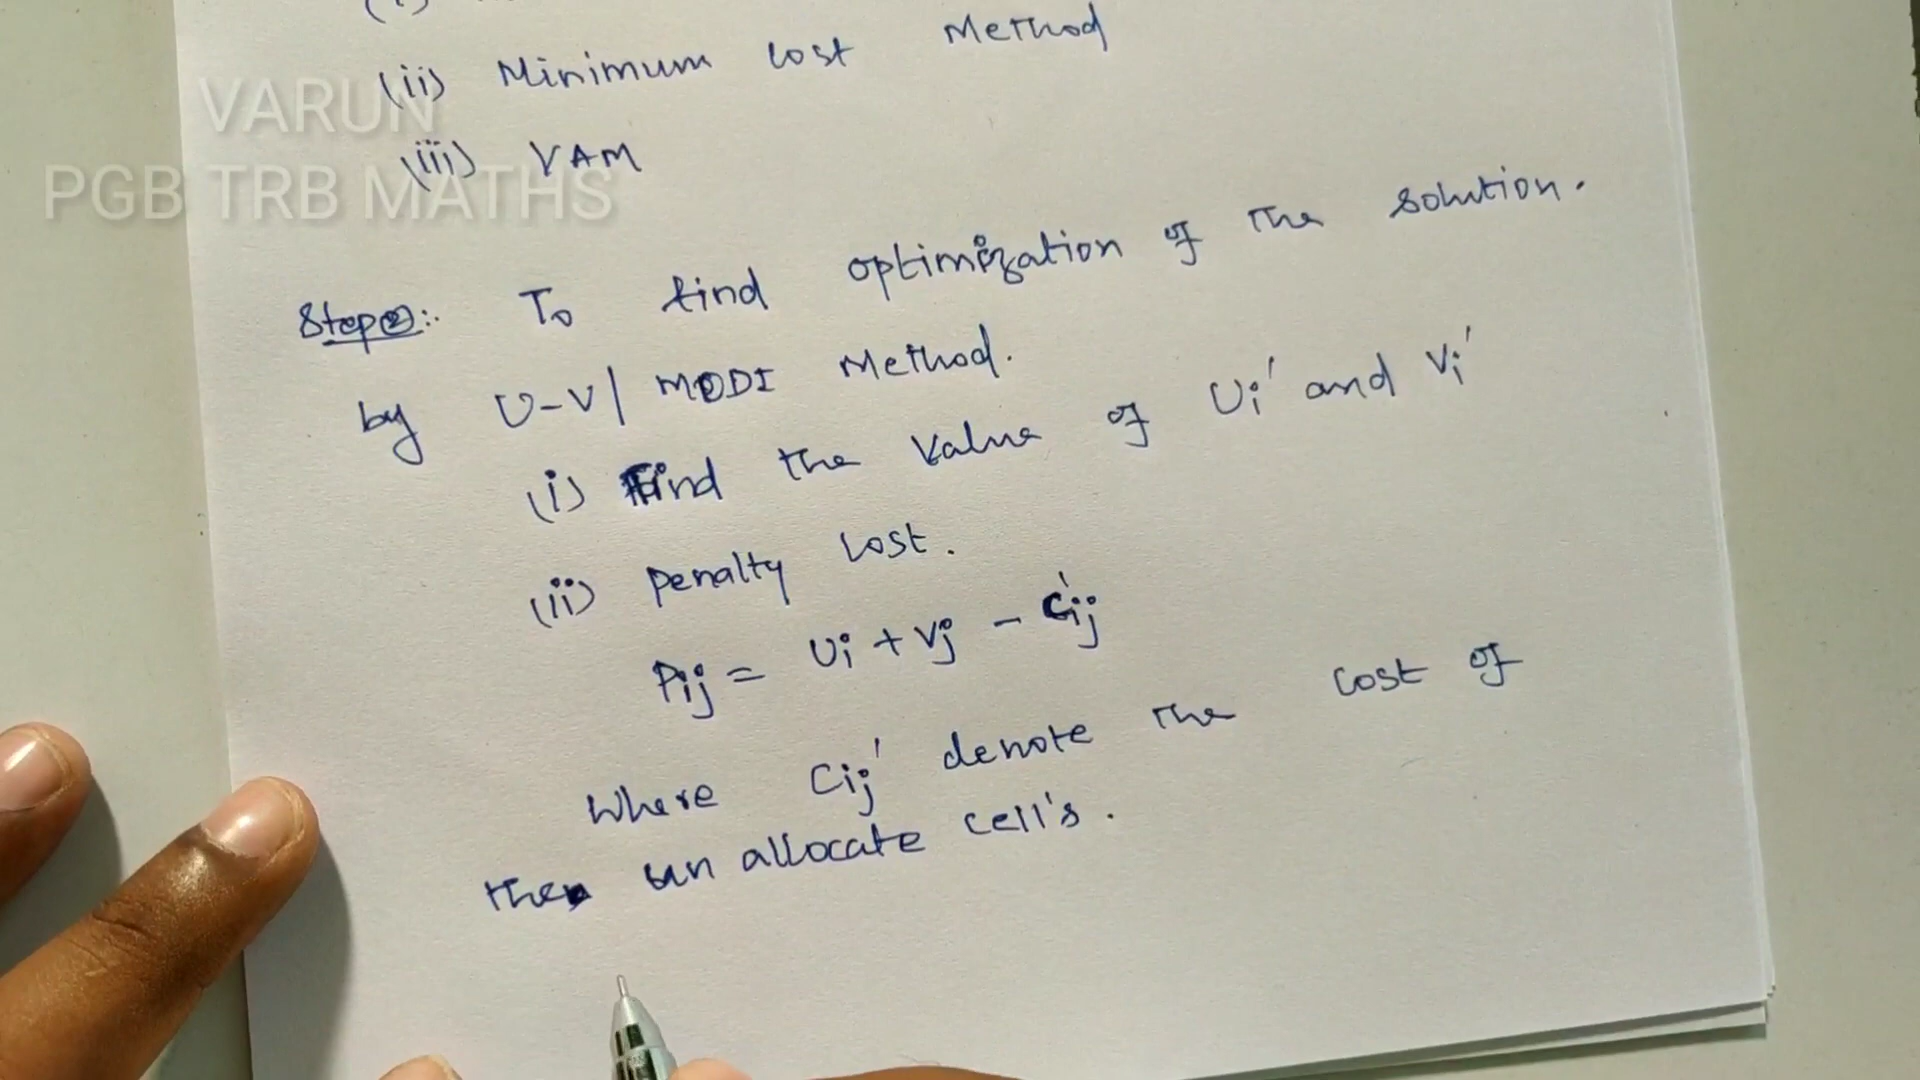 (i)
(ii) Minimum Cost Method
(iii) VAM
VARUN
PGB TRB MATHS
Step②:. To find optimization of the solution.
by U-V| MODI Method.
(i) Find the value of Ui' and Vi'
(ii) penalty Cost.
Pij = Ui + Vj - Cij'
Where Cij' denote the Cost of
the un allocate cell's.